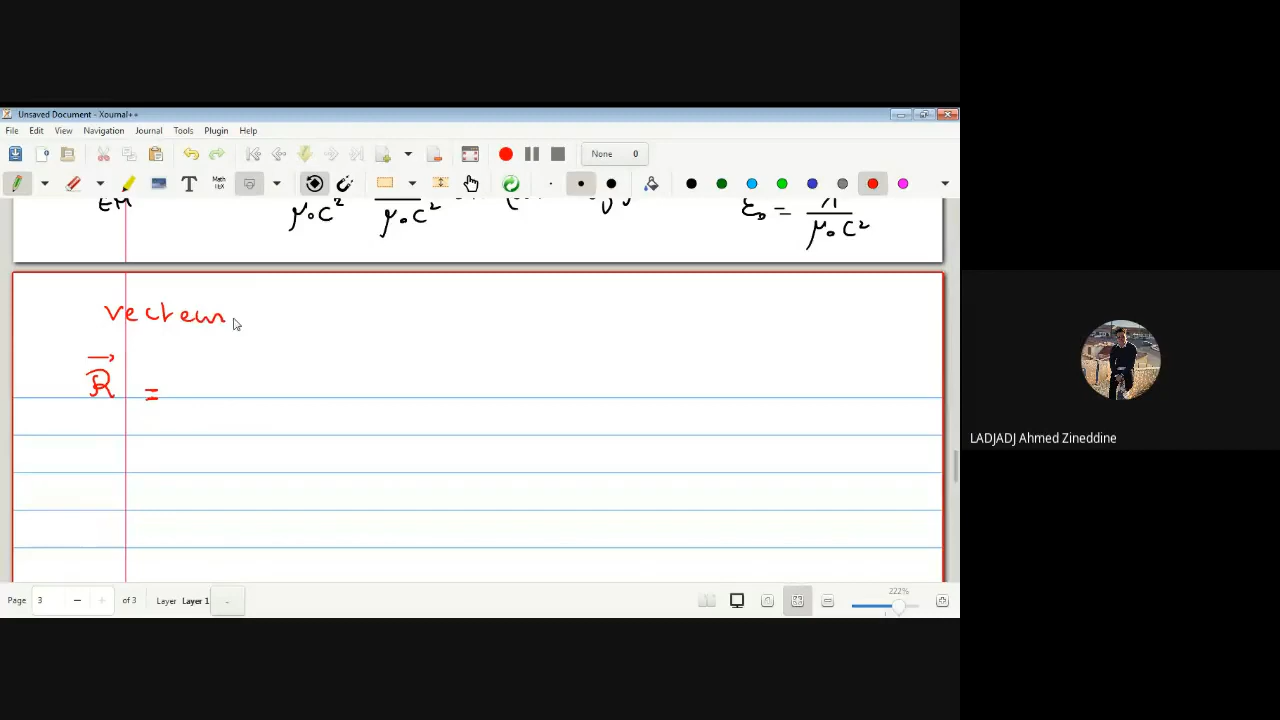 Unsaved Document - Xournal++
File Edit View Navigation Journal Tools Plugin Help
None 0
EM
μ₀C² μ₀C²
ε₀ = 1/μ₀C²
vecteur
R⃗ =
LADJADJ Ahmed Zineddine
Page 3 of 3 Layer Layer 1
222%